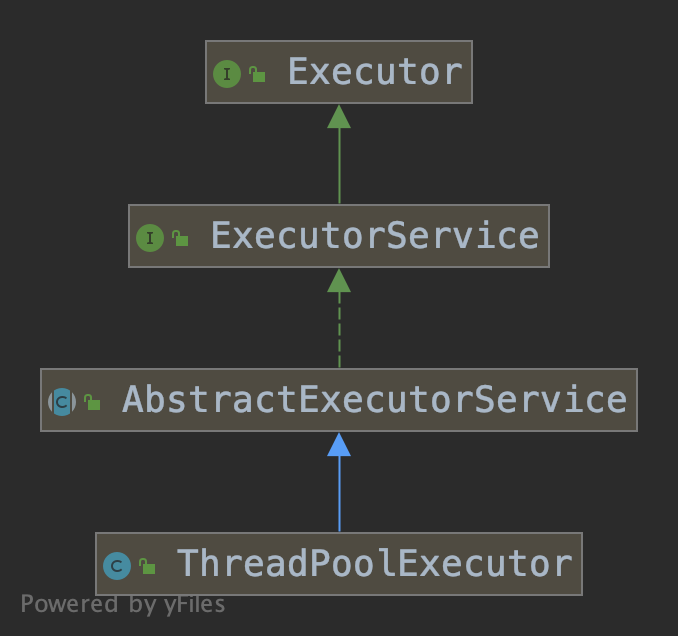 Executor
ExecutorService
AbstractExecutorService
ThreadPoolExecutor
Powered by yFiles